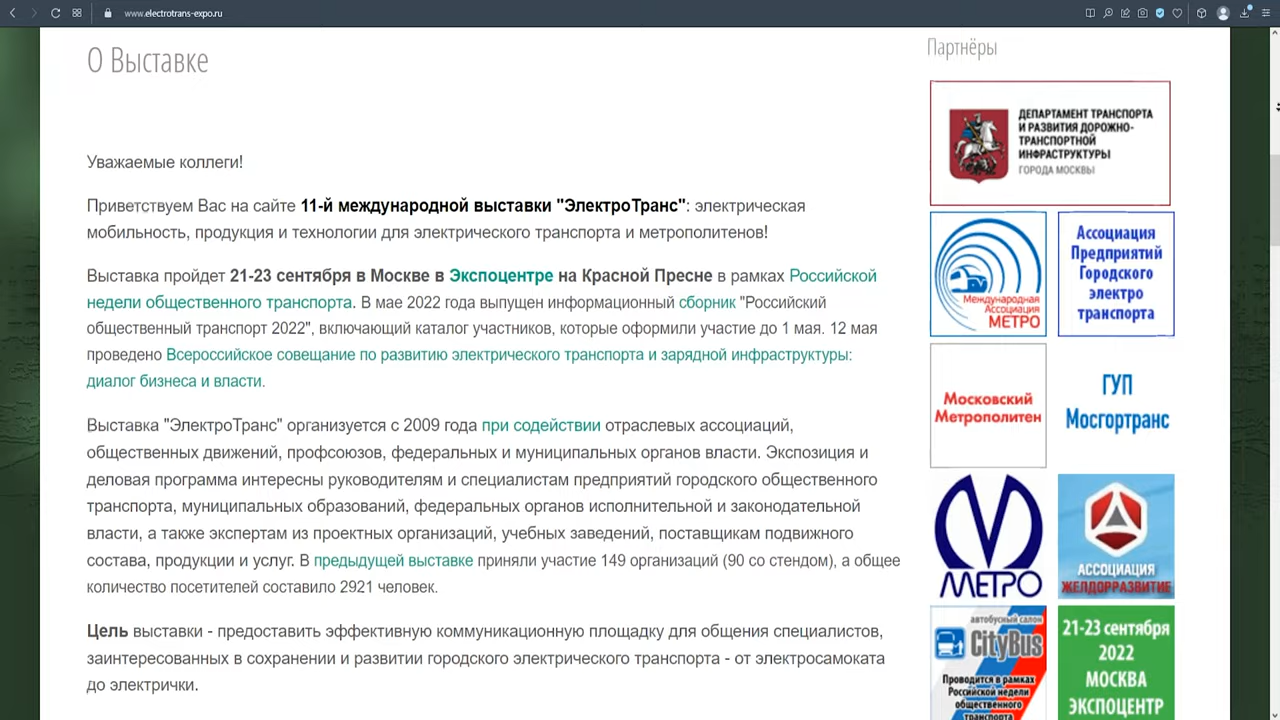 www.electrotrans-expo.ru
О Выставке
Уважаемые коллеги!
Приветствуем Вас на сайте 11-й международной выставки "ЭлектроТранс": электрическая
мобильность, продукция и технологии для электрического транспорта и метрополитенов!
Выставка пройдет 21-23 сентября в Москве в Экспоцентре на Красной Пресне в рамках Российской
недели общественного транспорта. В мае 2022 года выпущен информационный сборник "Российский
общественный транспорт 2022", включающий каталог участников, которые оформили участие до 1 мая. 12 мая
проведено Всероссийское совещание по развитию электрического транспорта и зарядной инфраструктуры:
диалог бизнеса и власти.
Выставка "ЭлектроТранс" организуется с 2009 года при содействии отраслевых ассоциаций,
общественных движений, профсоюзов, федеральных и муниципальных органов власти. Экспозиция и
деловая программа интересны руководителям и специалистам предприятий городского общественного
транспорта, муниципальных образований, федеральных органов исполнительной и законодательной
власти, а также экспертам из проектных организаций, учебных заведений, поставщикам подвижного
состава, продукции и услуг. В предыдущей выставке приняли участие 149 организаций (90 со стендом), а общее
количество посетителей составило 2921 человек.
Цель выставки - предоставить эффективную коммуникационную площадку для общения специалистов,
заинтересованных в сохранении и развитии городского электрического транспорта - от электросамоката
до электрички.
Партнёры
ДЕПАРТАМЕНТ ТРАНСПОРТА
И РАЗВИТИЯ ДОРОЖНО-
ТРАНСПОРТНОЙ
ИНФРАСТРУКТУРЫ
ГОРОДА МОСКВЫ
Международная
Ассоциация
МЕТРО
Ассоциация
Предприятий
Городского
электро
транспорта
Московский
Метрополитен
ГУП
Мосгортранс
МЕТРО
АССОЦИАЦИЯ
ЖЕЛДОРРАЗВИТИЕ
автобусный салон
CityBus
Проводится в рамках
Российской недели
общественного
транспорта
21-23 сентября
2022
МОСКВА
ЭКСПОЦЕНТР